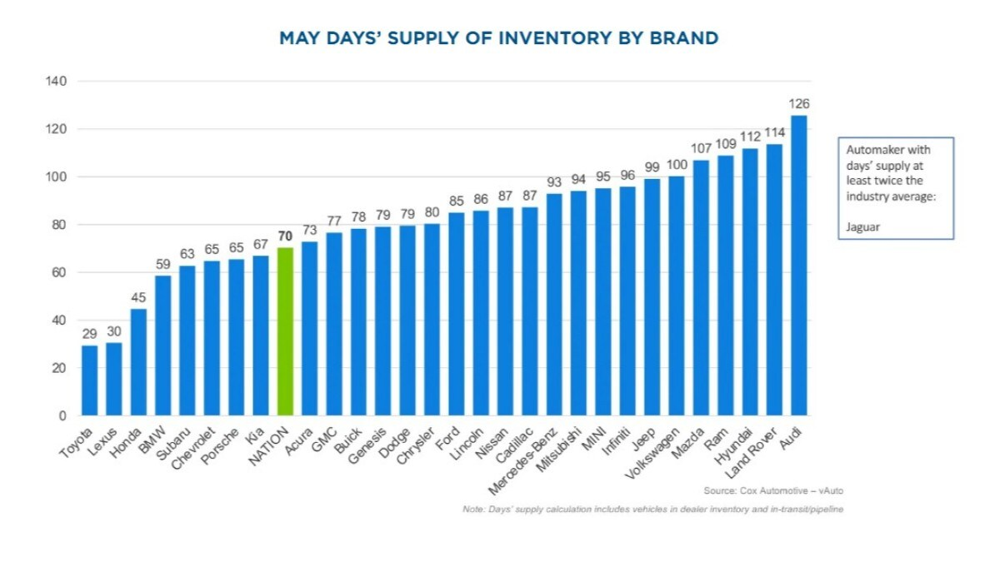 MAY DAYS' SUPPLY OF INVENTORY BY BRAND
140
120
100
80
60
40
20
0
29
30
45
59
63
65
65
67
70
73
77
78
79
79
80
85
86
87
87
93
94
95
96
99
100
107
109
112
114
126
Toyota
Lexus
Honda
BMW
Subaru
Chevrolet
Porsche
Kia
NATION
Acura
GMC
Buick
Genesis
Dodge
Chrysler
Ford
Lincoln
Nissan
Cadillac
Mercedes-Benz
Mitsubishi
MINI
Infiniti
Jeep
Volkswagen
Mazda
Ram
Hyundai
Land Rover
Audi
Automaker with
days' supply at
least twice the
industry average:
Jaguar
Source: Cox Automotive – vAuto
Note: Days' supply calculation includes vehicles in dealer inventory and in-transit/pipeline